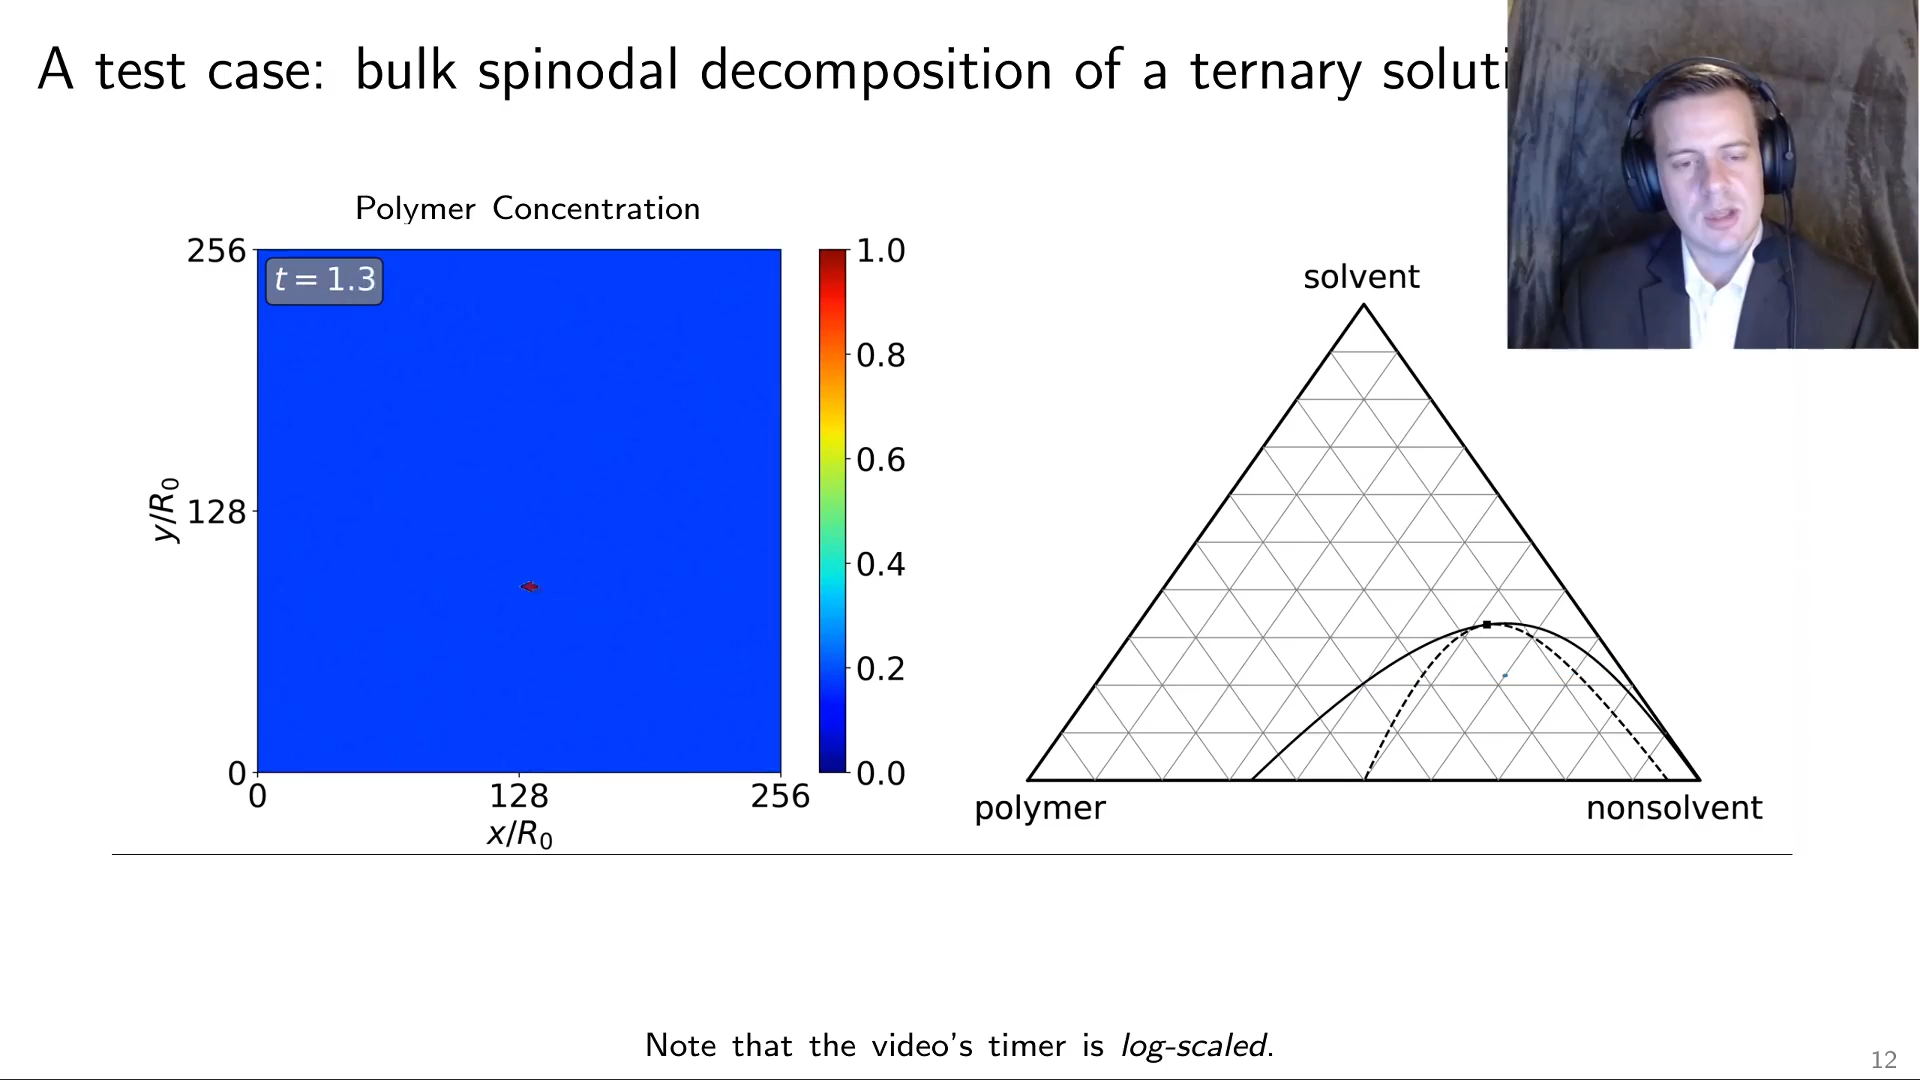 A test case: bulk spinodal decomposition of a ternary soluti
Polymer Concentration
256
128
0
y/R₀
t = 1.3
0
128
256
x/R₀
1.0
0.8
0.6
0.4
0.2
0.0
solvent
polymer
nonsolvent
Note that the video's timer is log-scaled.
12